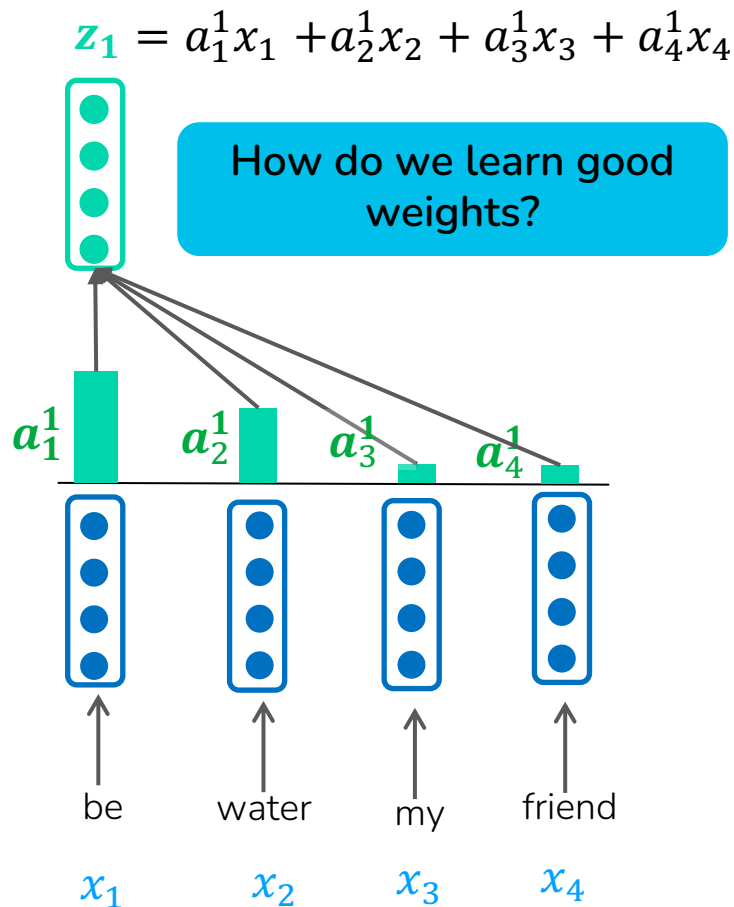 z₁ = a₁¹x₁ +a₂¹x₂ + a₃¹x₃ + a₄¹x₄
How do we learn good
weights?
a₁¹ a₂¹ a₃¹ a₄¹
be water my friend
x₁ x₂ x₃ x₄